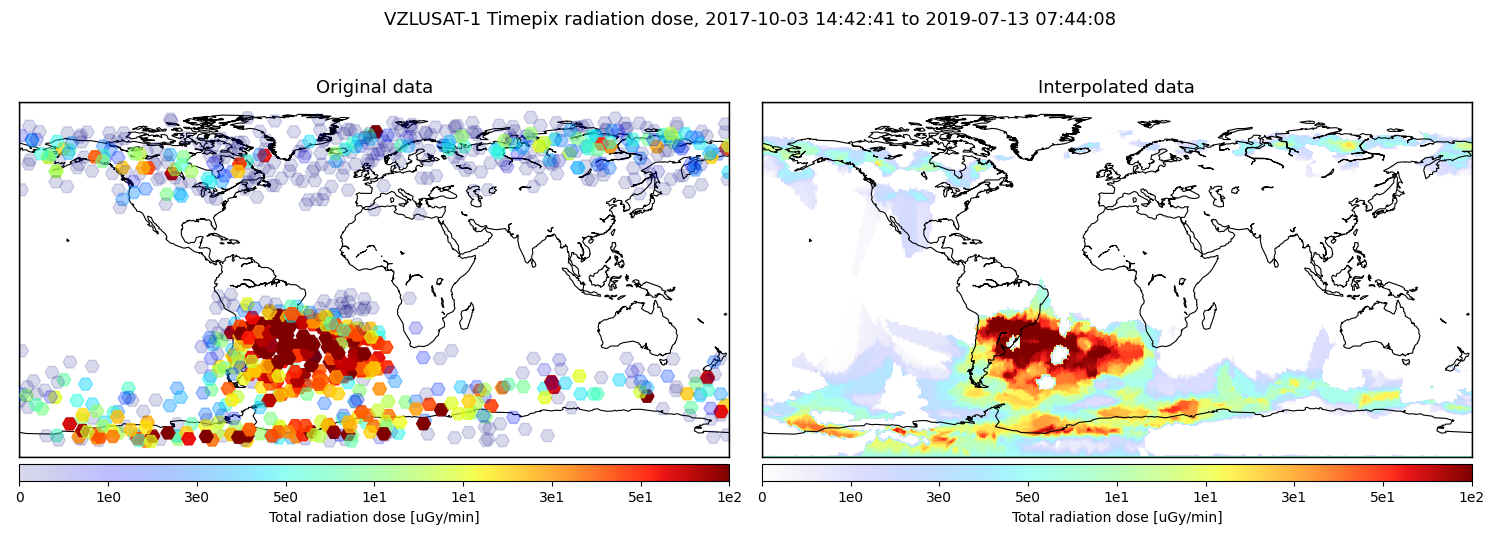 VZLUSAT-1 Timepix radiation dose, 2017-10-03 14:42:41 to 2019-07-13 07:44:08
Original data
Interpolated data
0 1e0 3e0 5e0 1e1 1e1 3e1 5e1 1e2
0 1e0 3e0 5e0 1e1 1e1 3e1 5e1 1e2
Total radiation dose [uGy/min]
Total radiation dose [uGy/min]